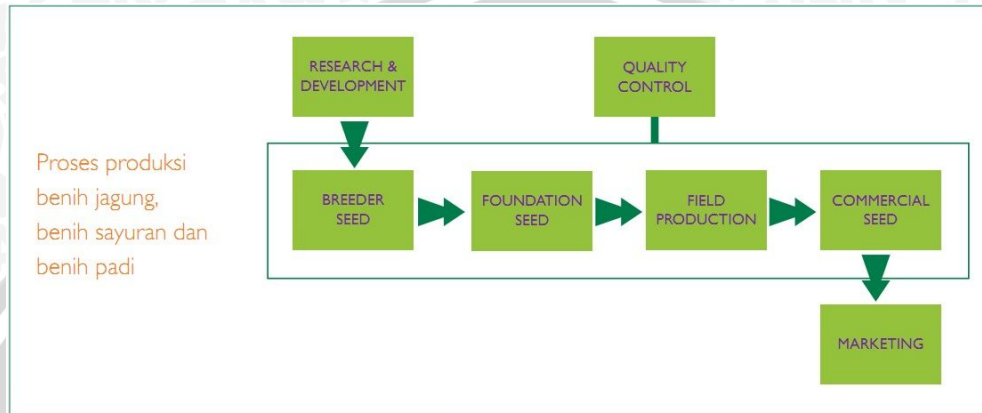 RESEARCH &
DEVELOPMENT
QUALITY
CONTROL
Proses produksi
benih jagung,
benih sayuran dan
benih padi
BREEDER
SEED
FOUNDATION
SEED
FIELD
PRODUCTION
COMMERCIAL
SEED
MARKETING